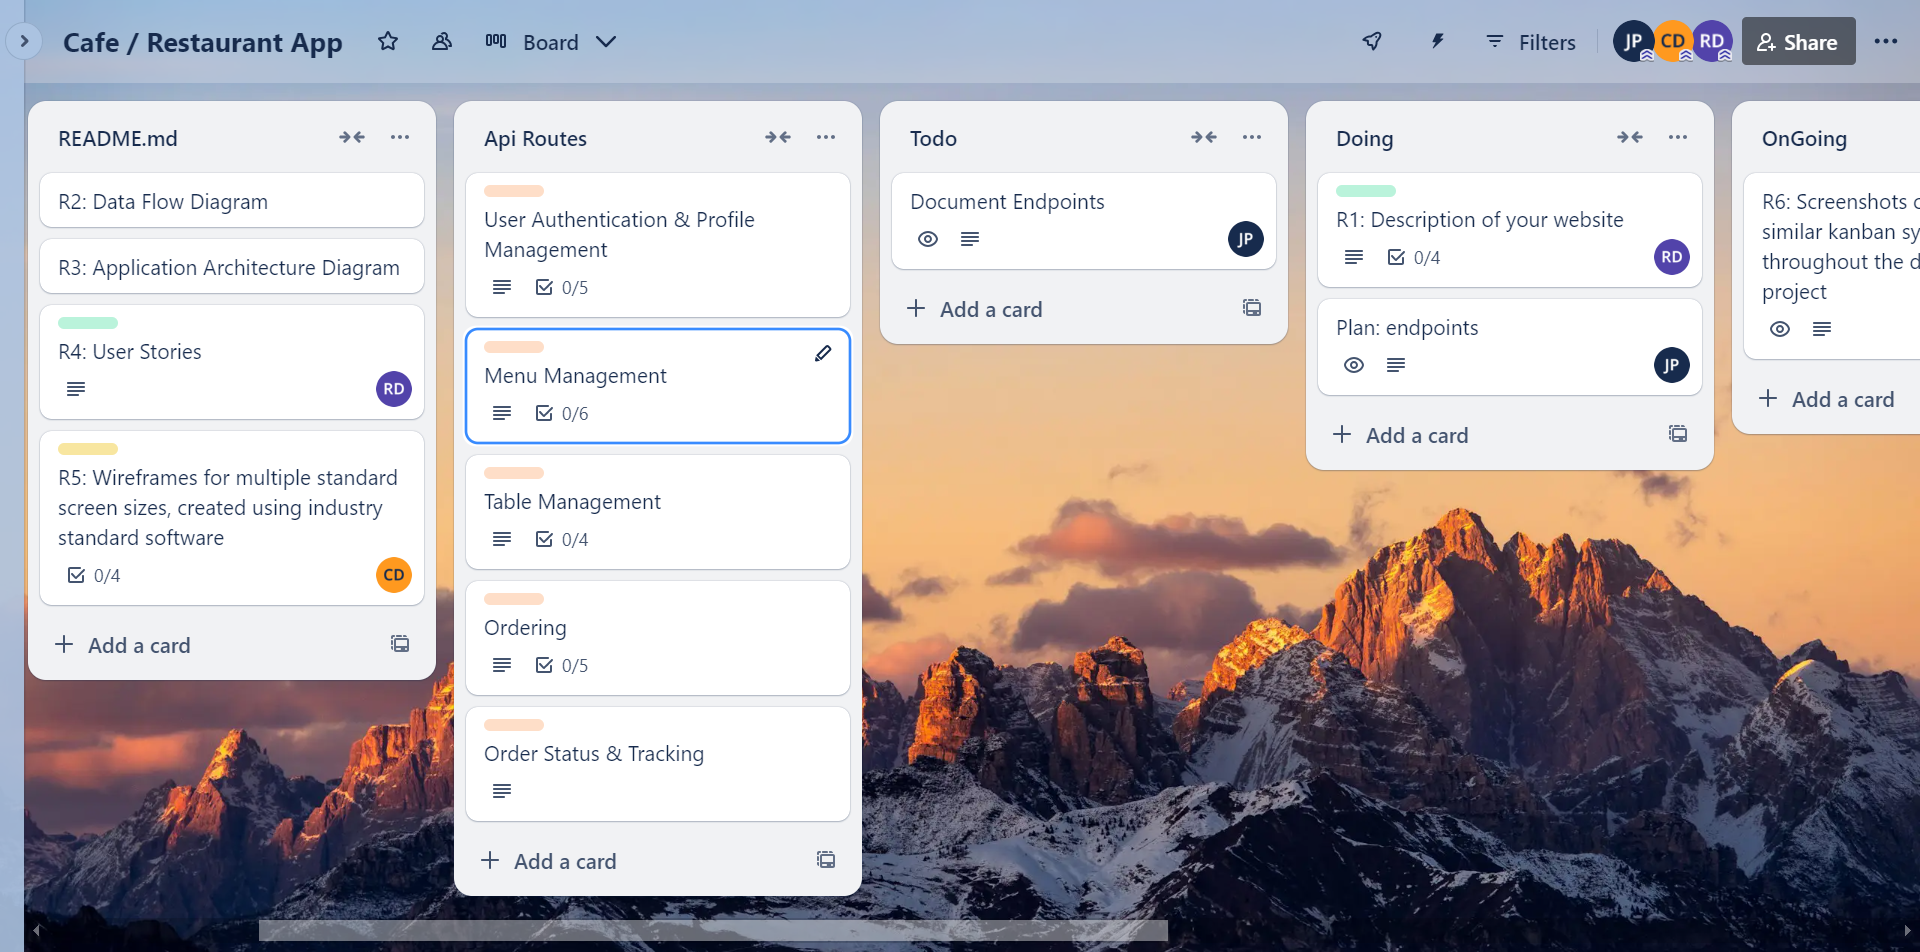 Cafe / Restaurant App
Board
Filters
JP
CD
RD
Share
README.md
R2: Data Flow Diagram
R3: Application Architecture Diagram
R4: User Stories
RD
R5: Wireframes for multiple standard
screen sizes, created using industry
standard software
0/4
CD
Add a card
Api Routes
User Authentication & Profile
Management
0/5
Menu Management
0/6
Table Management
0/4
Ordering
0/5
Order Status & Tracking
Add a card
Todo
Document Endpoints
JP
Add a card
Doing
R1: Description of your website
0/4
RD
Plan: endpoints
JP
Add a card
OnGoing
R6: Screenshots
similar kanban sy
throughout the d
project
Add a card